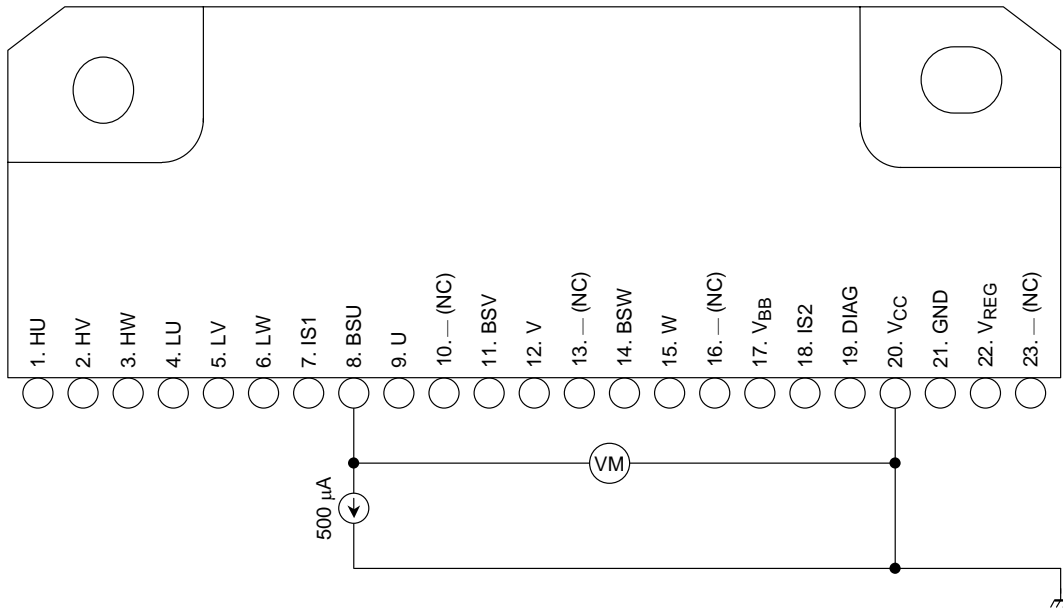 1. HU
2. HV
3. HW
4. LU
5. LV
6. LW
7. IS1
8. BSU
9. U
10. — (NC)
11. BSV
12. V
13. — (NC)
14. BSW
15. W
16. — (NC)
17. VBB
18. IS2
19. DIAG
20. VCC
21. GND
22. VREG
23. — (NC)
VM
500 μA